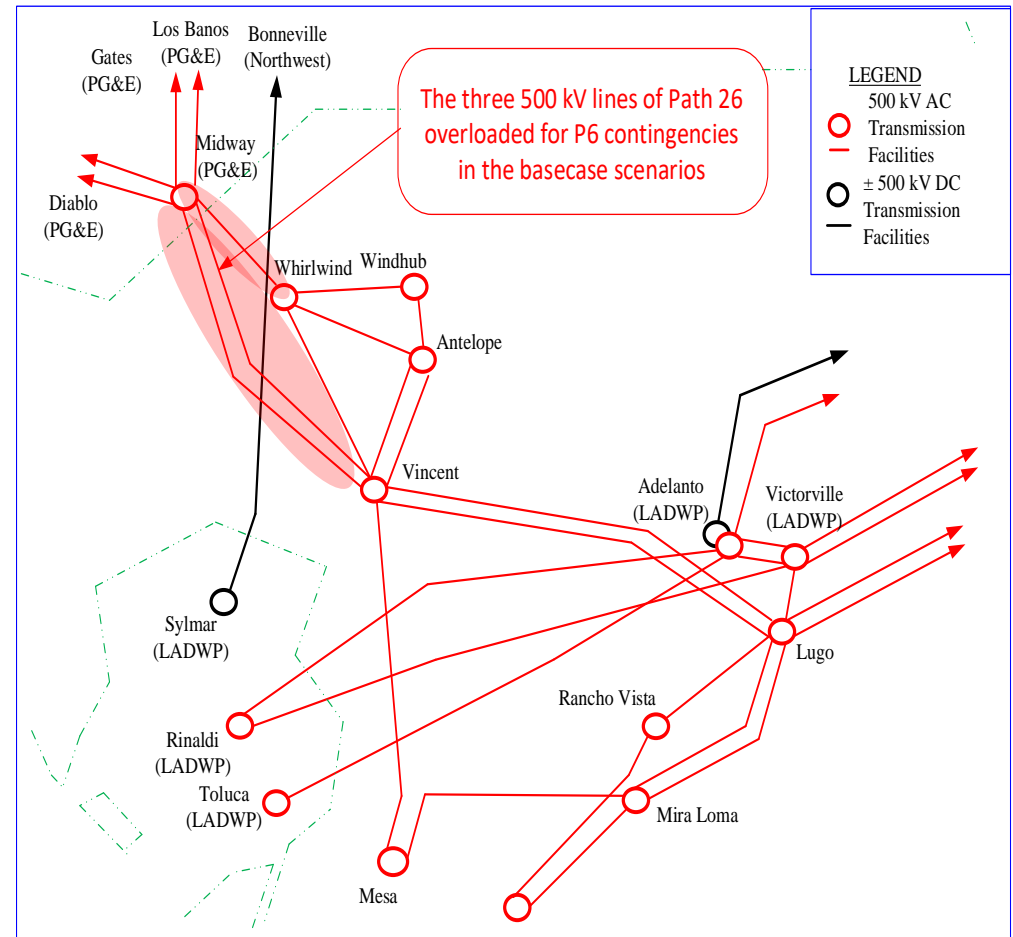 Los Banos
(PG&E)
Bonneville
(Northwest)
Gates
(PG&E)
The three 500 kV lines of Path 26
overloaded for P6 contingencies
in the basecase scenarios
LEGEND
500 kV AC
Transmission
Facilities
± 500 kV DC
Transmission
Facilities
Midway
(PG&E)
Diablo
(PG&E)
Whirlwind
Windhub
Antelope
Vincent
Adelanto
(LADWP)
Victorville
(LADWP)
Sylmar
(LADWP)
Lugo
Rancho Vista
Rinaldi
(LADWP)
Toluca
(LADWP)
Mira Loma
Mesa